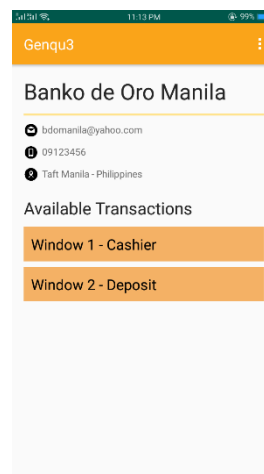 11:13 PM
99%
Genqu3
Banko de Oro Manila
bdomanila@yahoo.com
09123456
Taft Manila - Philippines
Available Transactions
Window 1 - Cashier
Window 2 - Deposit